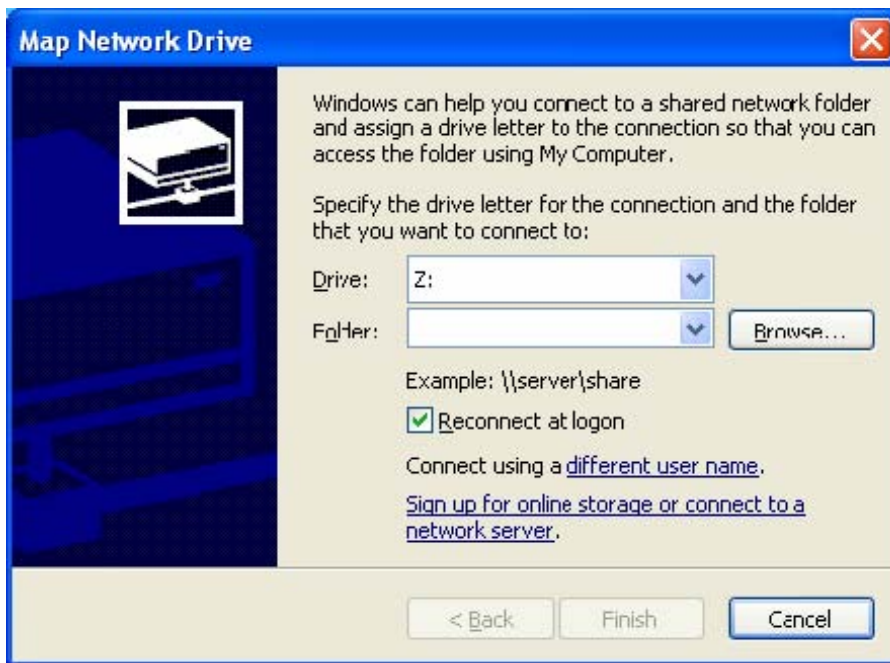 Map Network Drive
Windows can help you connect to a shared network folder
and assign a drive letter to the connection so that you can
access the folder using My Computer.
Specify the drive letter for the connection and the folder
that you want to connect to:
Drive: Z:
Folder: Browse...
Example: \\server\share
Reconnect at logon
Connect using a different user name.
Sign up for online storage or connect to a
network server.
< Back Finish Cancel